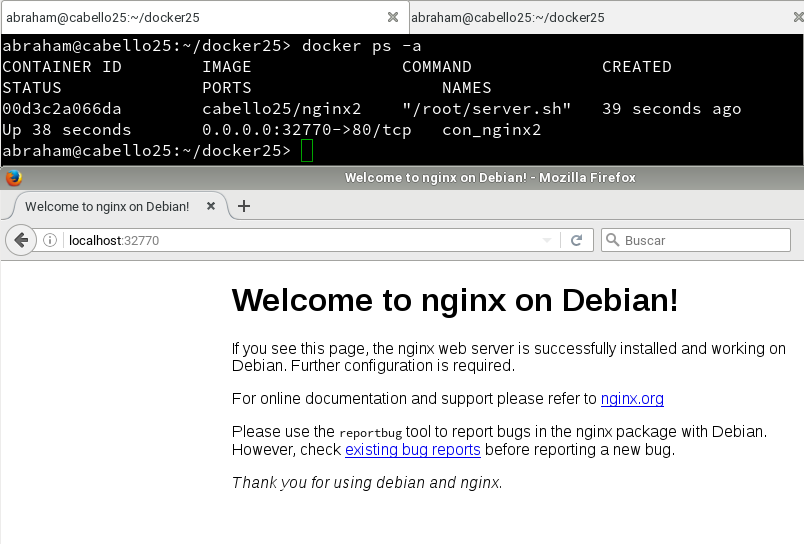 abraham@cabello25:~/docker25
abraham@cabello25:~/docker25
abraham@cabello25:~/docker25> docker ps -a
CONTAINER ID        IMAGE               COMMAND             CREATED
STATUS              PORTS                   NAMES
00d3c2a066da        cabello25/nginx2    "/root/server.sh"   39 seconds ago
Up 38 seconds       0.0.0.0:32770->80/tcp   con_nginx2
abraham@cabello25:~/docker25>
Welcome to nginx on Debian! - Mozilla Firefox
Welcome to nginx on Debian!
localhost:32770
Buscar
Welcome to nginx on Debian!
If you see this page, the nginx web server is successfully installed and working on
Debian. Further configuration is required.
For online documentation and support please refer to nginx.org
Please use the reportbug tool to report bugs in the nginx package with Debian.
However, check existing bug reports before reporting a new bug.
Thank you for using debian and nginx.